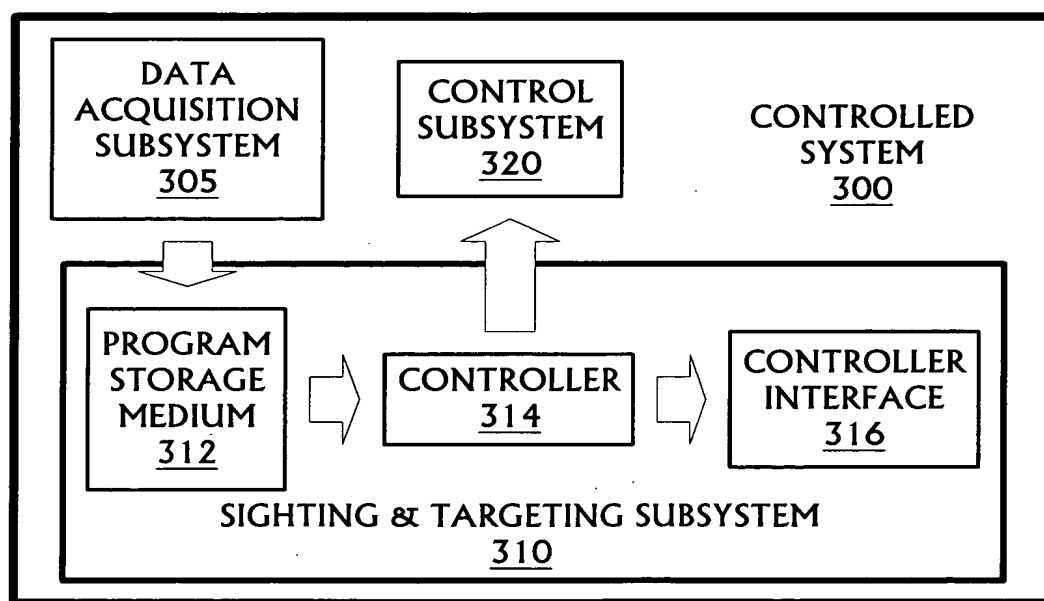 DATA
ACQUISITION
SUBSYSTEM
305
CONTROL
SUBSYSTEM
320
CONTROLLED
SYSTEM
300
PROGRAM
STORAGE
MEDIUM
312
CONTROLLER
314
CONTROLLER
INTERFACE
316
SIGHTING & TARGETING SUBSYSTEM
310